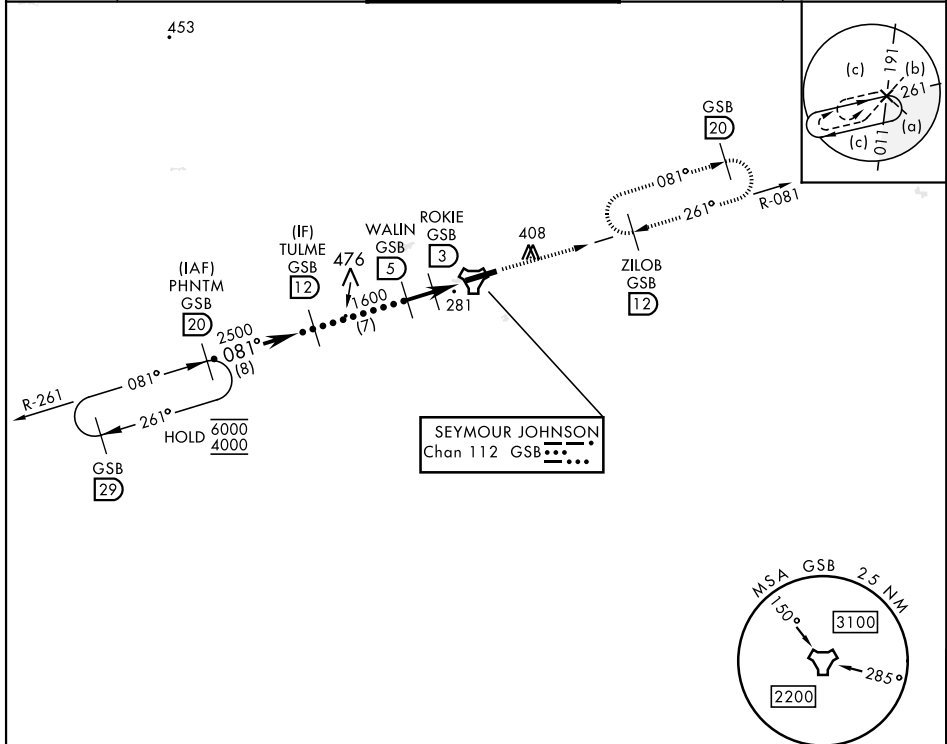 453
(c)
191
(b)
261
(a)
(c)
011
GSB
20
081°
261°
R-081
ZILOB
GSB
12
408
ROKIE
GSB
3
WALIN
GSB
5
(IF)
TULME
GSB
12
476
1600
(7)
281
(IAF)
PHNTM
GSB
20
2500
081°
(8)
R-261
081°
261°
HOLD 6000
4000
GSB
29
SEYMOUR JOHNSON
Chan 112 GSB
MSA GSB 25 NM
150°
3100
285°
2200